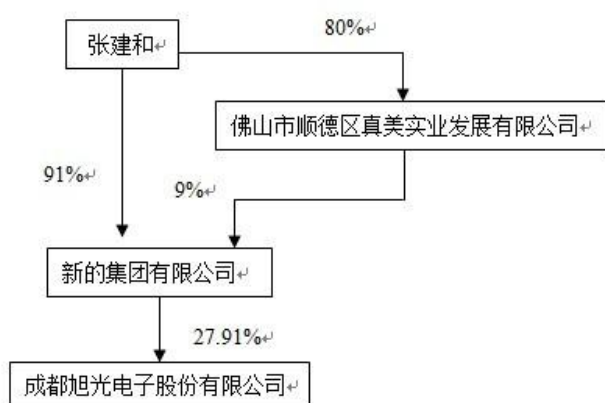 张建和
80%
佛山市顺德区真美实业发展有限公司
91%
9%
新的集团有限公司
27.91%
成都旭光电子股份有限公司